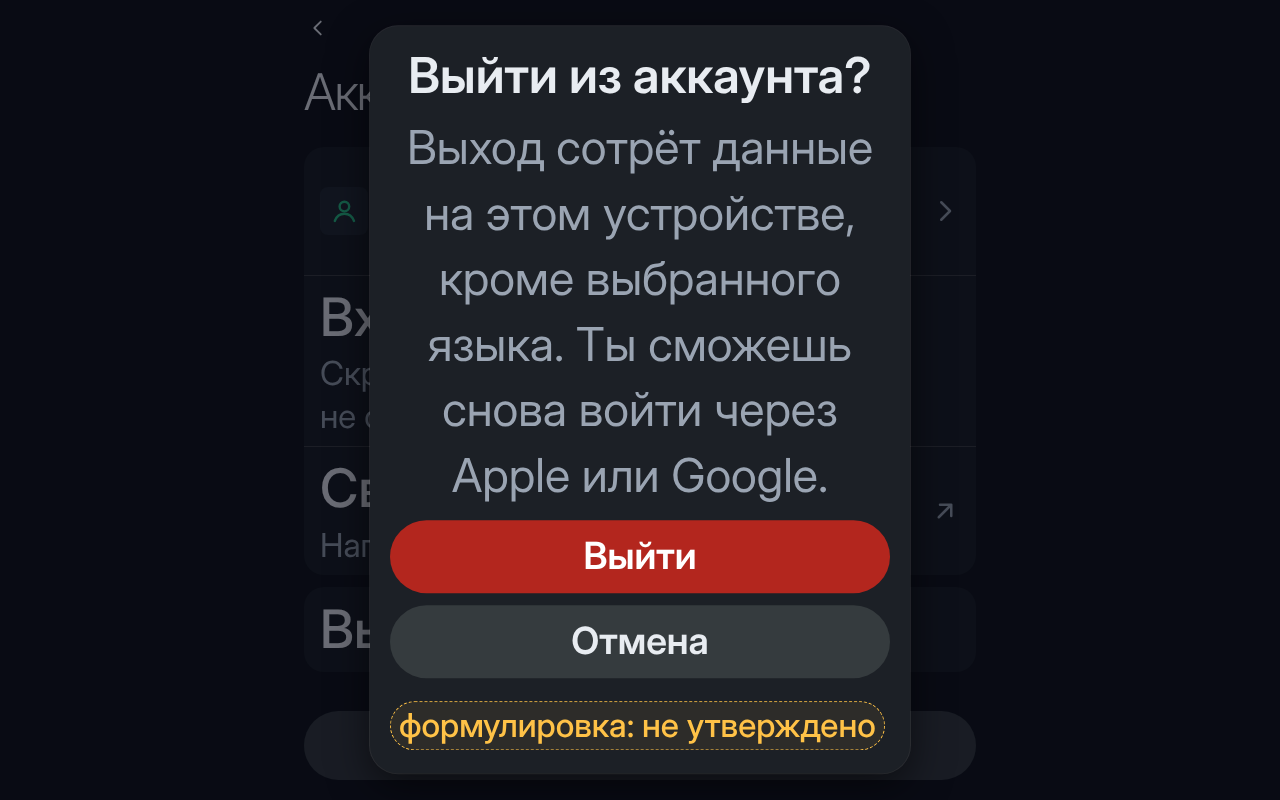 Выйти из аккаунта?
Выход сотрёт данные
на этом устройстве,
кроме выбранного
языка. Ты сможешь
снова войти через
Apple или Google.
Выйти
Отмена
формулировка: не утверждено